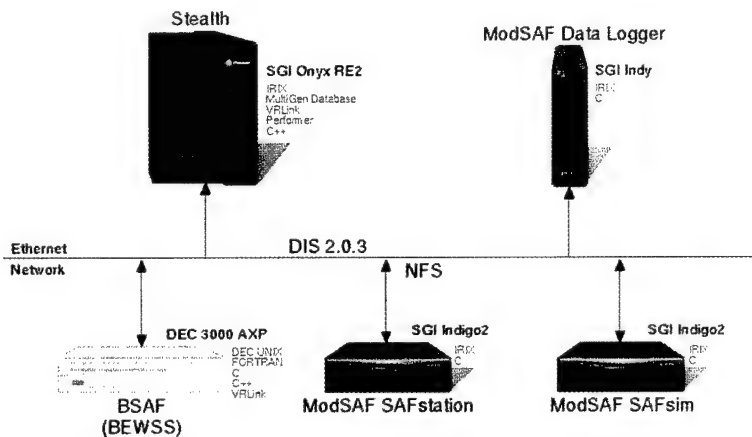 Stealth
SGI Onyx RE2
IRIX
MultiGen Database
VRLink
Performer
C++
ModSAF Data Logger
SGI Indy
IRIX
C
Ethernet
Network
DIS 2.0.3
NFS
DEC 3000 AXP
DEC UNIX
FORTRAN
C
C++
VRLink
BSAF
(BEWSS)
SGI Indigo2
IRIX
C
ModSAF SAFstation
SGI Indigo2
IRIX
C
ModSAF SAFsim